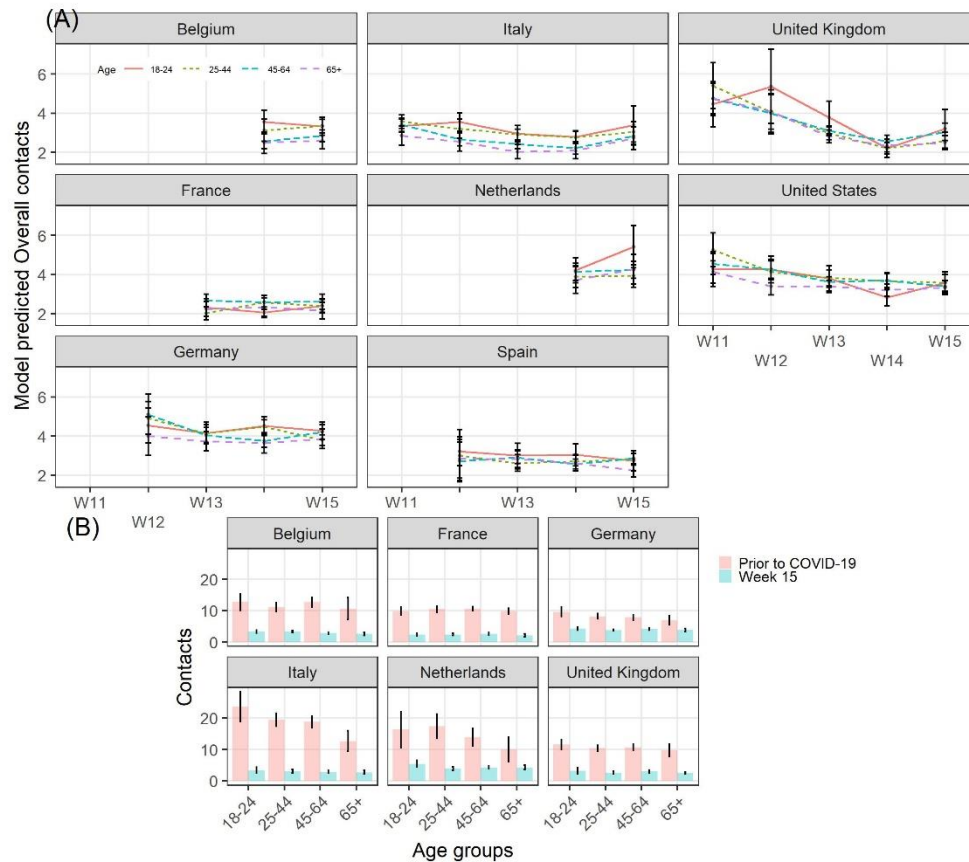 (A)
Belgium
Italy
United Kingdom
Age 18-24 25-44 45-64 65+
6
4
2
France
Netherlands
United States
6
4
2
Model predicted Overall contacts
Germany
Spain
W11
W12
W13
W14
W15
6
4
2
W11
W12
W13
W15
W11
W13
W15
(B)
Belgium
France
Germany
Prior to COVID-19
Week 15
20
10
0
Italy
Netherlands
United Kingdom
Contacts
20
10
0
18-24
25-44
45-64
65+
18-24
25-44
45-64
65+
18-24
25-44
45-64
65+
Age groups